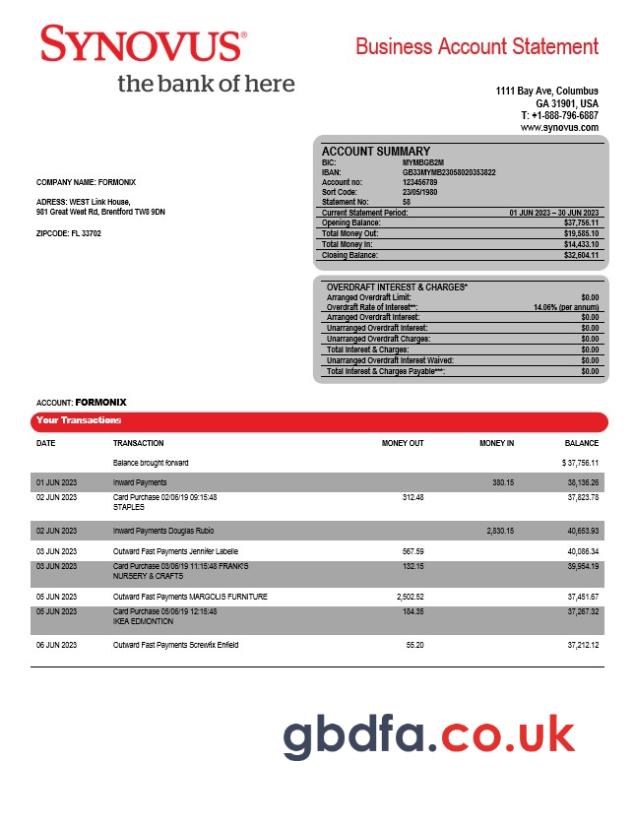 SYNOVUS®
the bank of here
Business Account Statement
1111 Bay Ave, Columbus
GA 31901, USA
T: +1-888-796-6887
www.synovus.com
COMPANY NAME: FORMONIX
ADRESS: WEST Link House,
981 Great West Rd, Brentford TW8 9DN
ZIPCODE: FL 33702
ACCOUNT SUMMARY
BIC: MYMBGB2M
IBAN: GB33MYMB23058020353822
Account no: 123456789
Sort Code: 23/05/1980
Statement No: 58
Current Statement Period: 01 JUN 2023 – 30 JUN 2023
Opening Balance: $37,756.11
Total Money Out: $19,585.10
Total Money In: $14,433.10
Closing Balance: $32,604.11
OVERDRAFT INTEREST & CHARGES*
Arranged Overdraft Limit: $0.00
Overdraft Rate of Interest**: 14.06% (per annum)
Arranged Overdraft Interest: $0.00
Unarranged Overdraft Interest: $0.00
Unarranged Overdraft Charges: $0.00
Total Interest & Charges: $0.00
Unarranged Overdraft Interest Waived: $0.00
Total Interest & Charges Payable***: $0.00
ACCOUNT: FORMONIX
Your Transactions
DATE TRANSACTION MONEY OUT MONEY IN BALANCE
Balance brought forward $ 37,756.11
01 JUN 2023 Inward Payments 380.15 38,136.26
02 JUN 2023 Card Purchase 02/06/19 09:15:48 312.48 37,823.78
STAPLES
02 JUN 2023 Inward Payments Douglas Rubio 2,830.15 40,653.93
03 JUN 2023 Outward Fast Payments Jennifer Labelle 567.59 40,086.34
03 JUN 2023 Card Purchase 03/06/19 11:15:48 FRANK'S 132.15 39,954.19
NURSERY & CRAFTS
05 JUN 2023 Outward Fast Payments MARGOLIS FURNITURE 2,502.52 37,451.67
05 JUN 2023 Card Purchase 05/06/19 12:15:48 184.35 37,267.32
IKEA EDMONTION
06 JUN 2023 Outward Fast Payments Screwfix Enfield 55.20 37,212.12
gbdfa.co.uk